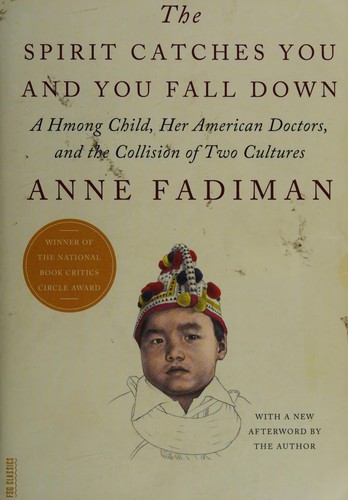 The
SPIRIT CATCHES YOU
AND YOU FALL DOWN
A Hmong Child, Her American Doctors,
and the Collision of Two Cultures
ANNE FADIMAN
WINNER OF
THE NATIONAL
BOOK CRITICS
CIRCLE AWARD
WITH A NEW
AFTERWORD BY
THE AUTHOR
FSG CLASSICS